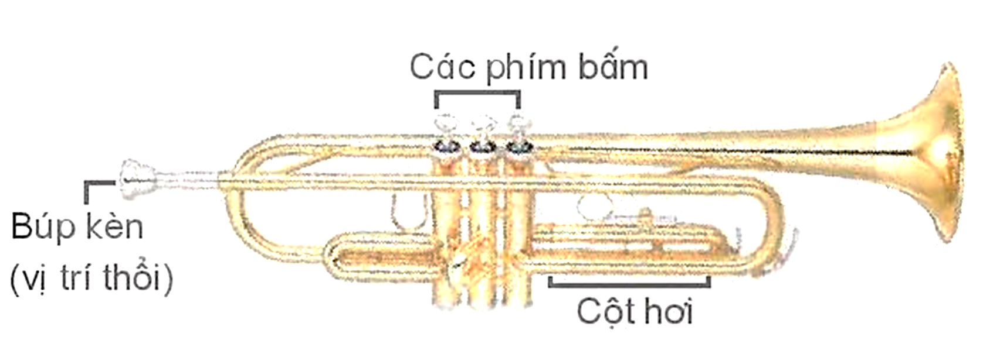 Các phím bấm
Búp kèn
(vị trí thổi)
Cột hơi